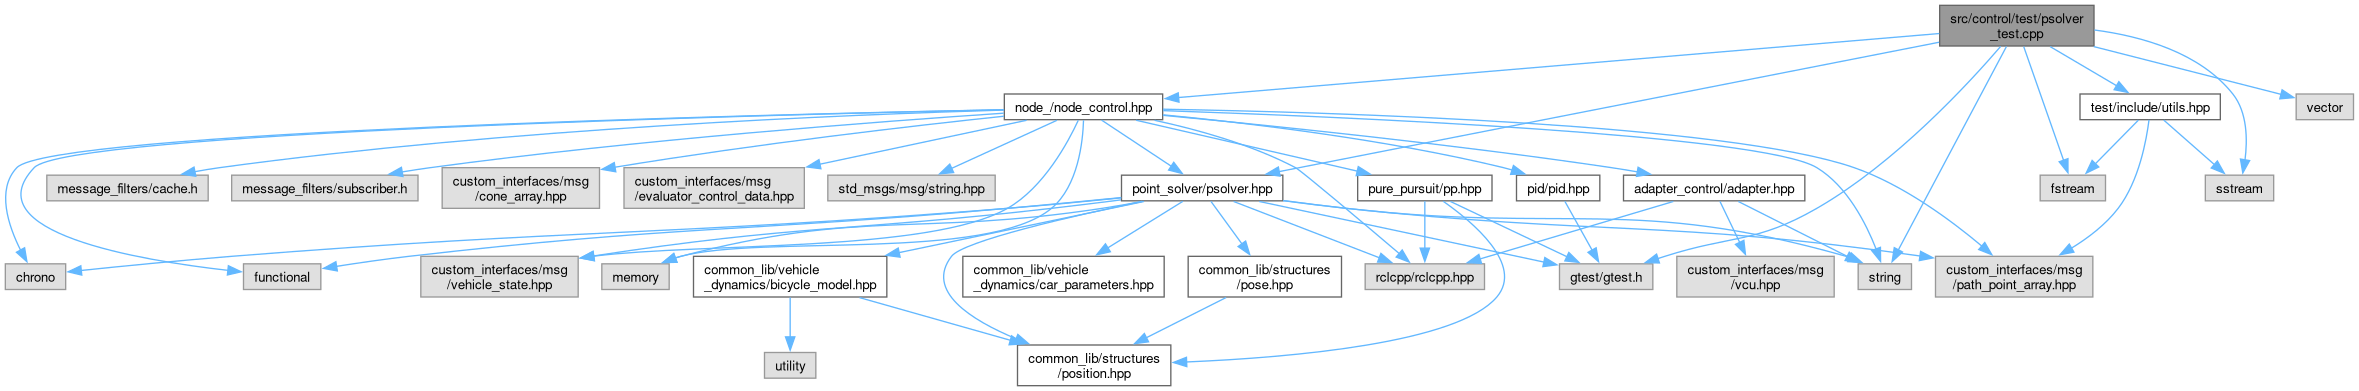 src/control/test/psolver
_test.cpp
node_/node_control.hpp
test/include/utils.hpp
vector
message_filters/cache.h
message_filters/subscriber.h
custom_interfaces/msg
/cone_array.hpp
custom_interfaces/msg
/evaluator_control_data.hpp
std_msgs/msg/string.hpp
point_solver/psolver.hpp
pure_pursuit/pp.hpp
pid/pid.hpp
adapter_control/adapter.hpp
fstream
sstream
chrono
functional
custom_interfaces/msg
/vehicle_state.hpp
memory
common_lib/vehicle
_dynamics/bicycle_model.hpp
common_lib/vehicle
_dynamics/car_parameters.hpp
common_lib/structures
/pose.hpp
rclcpp/rclcpp.hpp
gtest/gtest.h
custom_interfaces/msg
/vcu.hpp
string
custom_interfaces/msg
/path_point_array.hpp
utility
common_lib/structures
/position.hpp